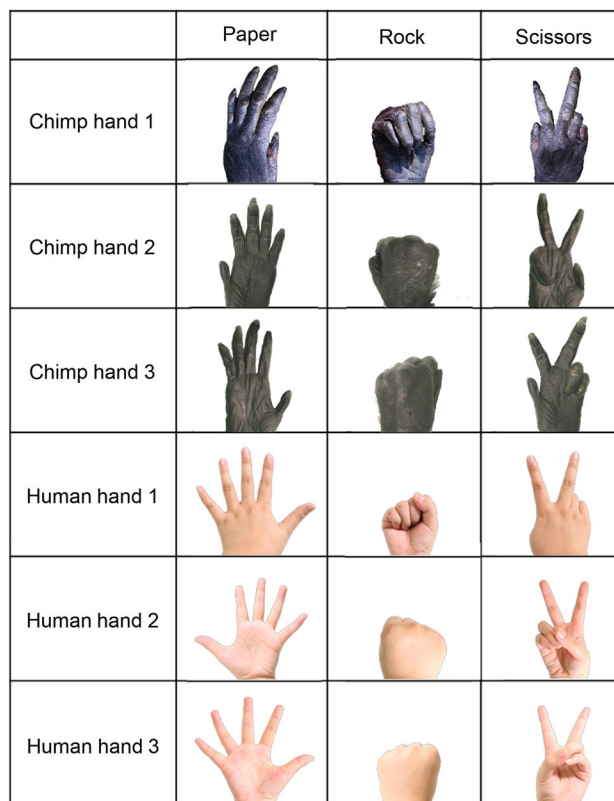 Paper Rock Scissors
Chimp hand 1
Chimp hand 2
Chimp hand 3
Human hand 1
Human hand 2
Human hand 3